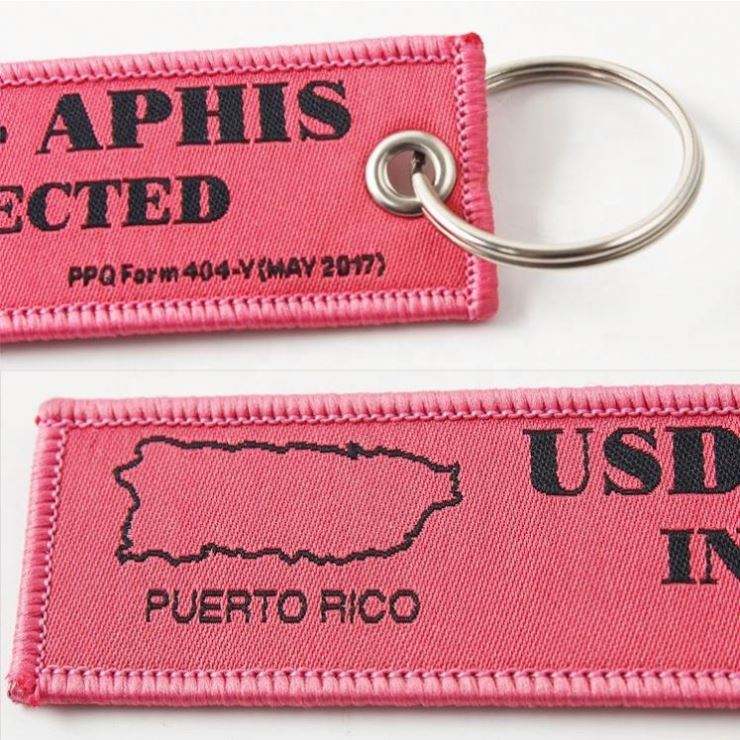 - APHIS
ECTED
PPQ Form 404-Y (MAY 2017)
PUERTO RICO
USD
IN